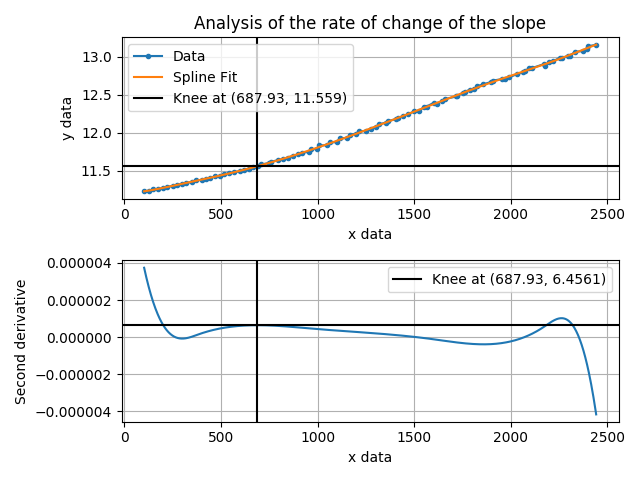 Analysis of the rate of change of the slope
13.0
12.5
12.0
11.5
y data
Data
Spline Fit
Knee at (687.93, 11.559)
0 500 1000 1500 2000 2500
x data
0.000004
0.000002
0.000000
−0.000002
−0.000004
Second derivative
Knee at (687.93, 6.4561)
0 500 1000 1500 2000 2500
x data